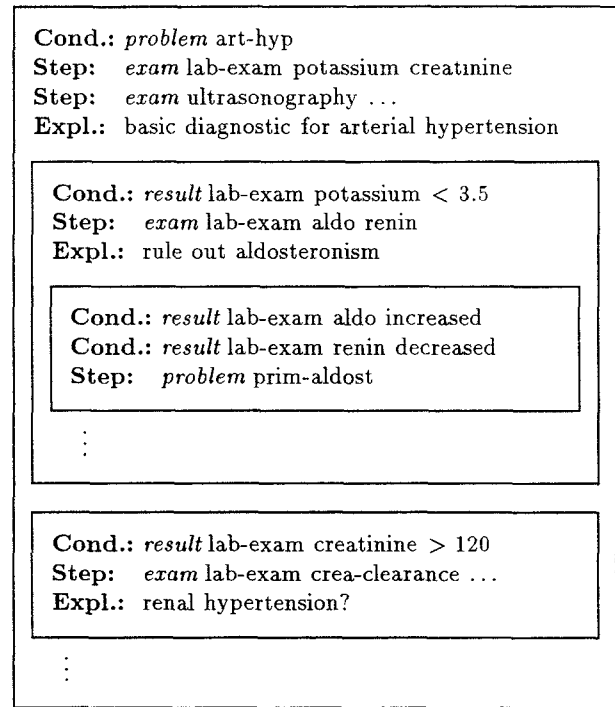 Cond.: problem art-hyp
Step: exam lab-exam potassium creatinine
Step: exam ultrasonography ...
Expl.: basic diagnostic for arterial hypertension
Cond.: result lab-exam potassium < 3.5
Step: exam lab-exam aldo renin
Expl.: rule out aldosteronism
Cond.: result lab-exam aldo increased
Cond.: result lab-exam renin decreased
Step: problem prim-aldost
⋮
Cond.: result lab-exam creatinine > 120
Step: exam lab-exam crea-clearance ...
Expl.: renal hypertension?
⋮